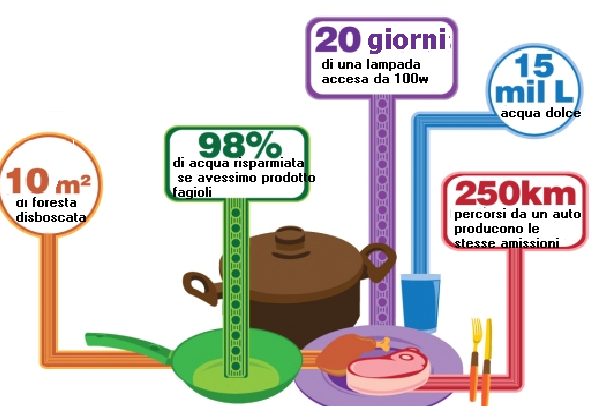 20 giorni
di una lampada
accesa da 100w
15
mil L
acqua dolce
98%
di acqua risparmiata
se avessimo prodotto
fagioli
10 m²
di foresta
disboscata
250km
percorsi da un auto
producono le
stesse amissioni